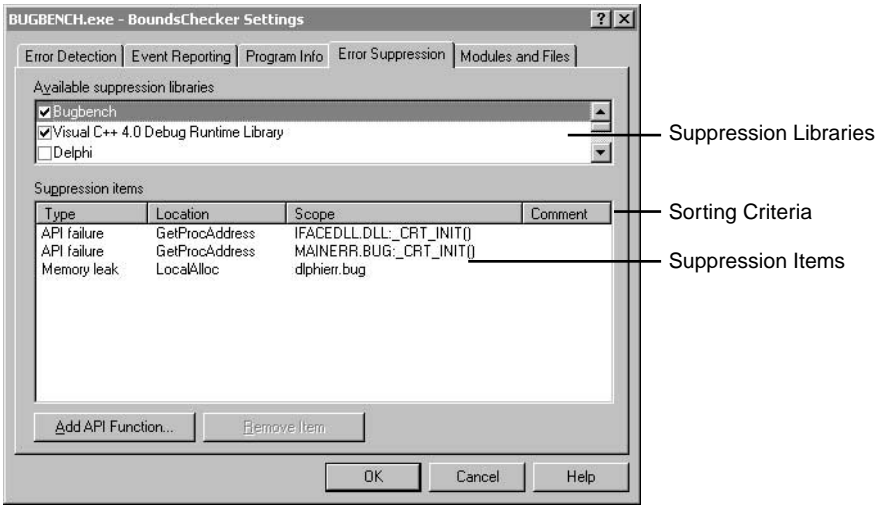 BUGBENCH.exe - BoundsChecker Settings
Error Detection Event Reporting Program Info Error Suppression Modules and Files
Available suppression libraries
Bugbench
Visual C++ 4.0 Debug Runtime Library
Delphi
Suppression Libraries
Suppression items
Type Location Scope Comment
Sorting Criteria
API failure GetProcAddress IFACEDLL.DLL:_CRT_INIT()
API failure GetProcAddress MAINERR.BUG:_CRT_INIT()
Memory leak LocalAlloc dlphierr.bug
Suppression Items
Add API Function... Remove Item
OK Cancel Help